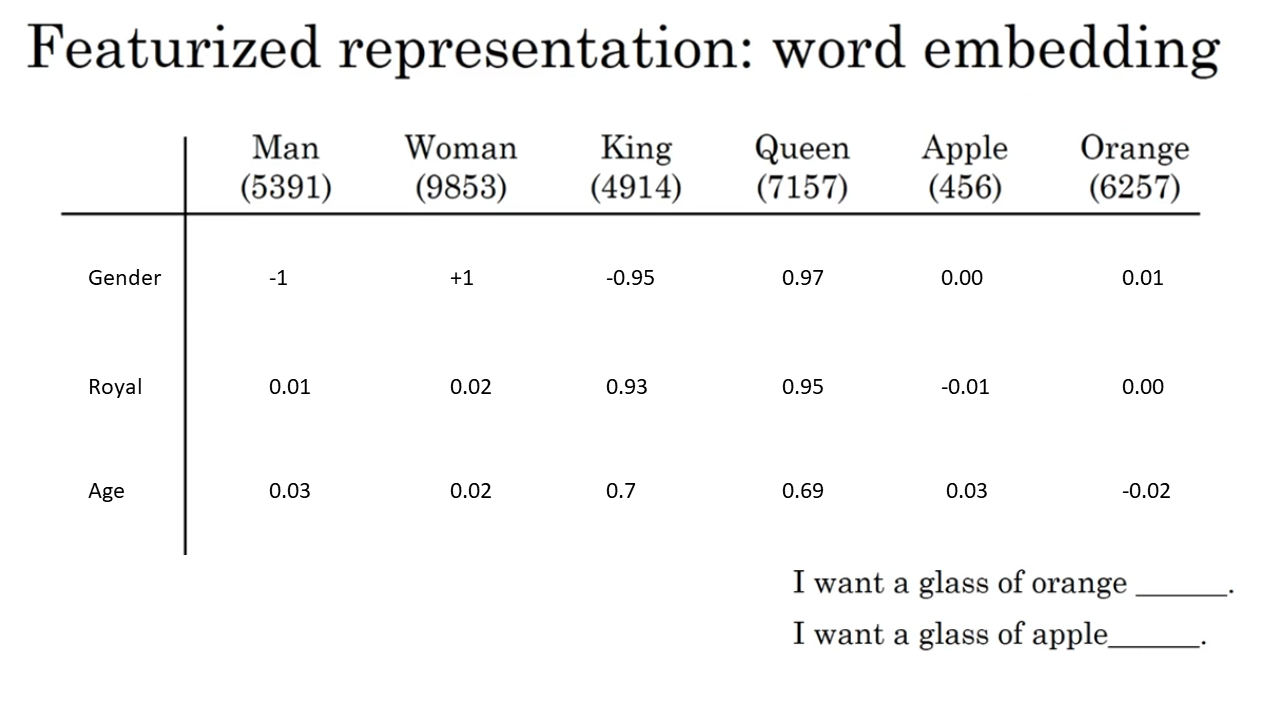 Featurized representation: word embedding
Man Woman King Queen Apple Orange
(5391) (9853) (4914) (7157) (456) (6257)
Gender -1 +1 -0.95 0.97 0.00 0.01
Royal 0.01 0.02 0.93 0.95 -0.01 0.00
Age 0.03 0.02 0.7 0.69 0.03 -0.02
I want a glass of orange ______.
I want a glass of apple______.